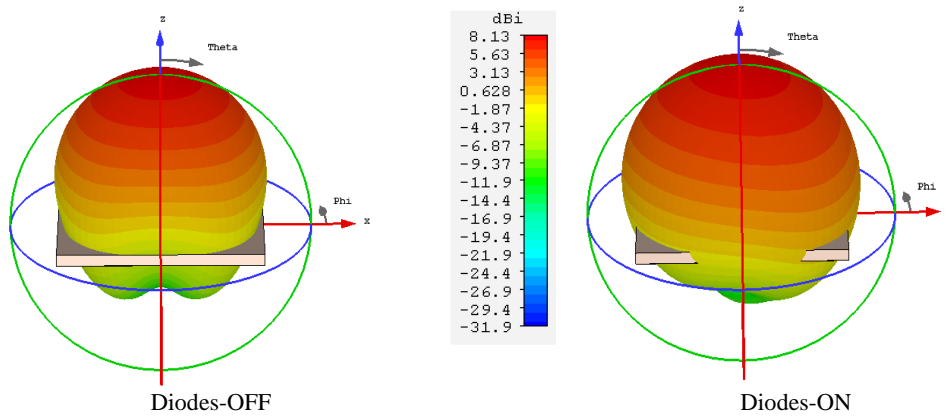 z
Theta
Phi
x
Diodes-OFF
dBi
8.13
5.63
3.13
0.628
-1.87
-4.37
-6.87
-9.37
-11.9
-14.4
-16.9
-19.4
-21.9
-24.4
-26.9
-29.4
-31.9
z
Theta
Phi
Diodes-ON